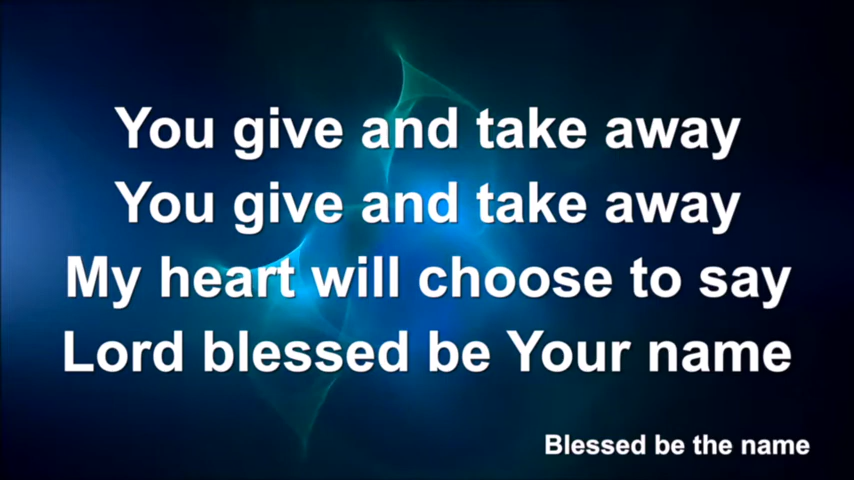 You give and take away
You give and take away
My heart will choose to say
Lord blessed be Your name
Blessed be the name